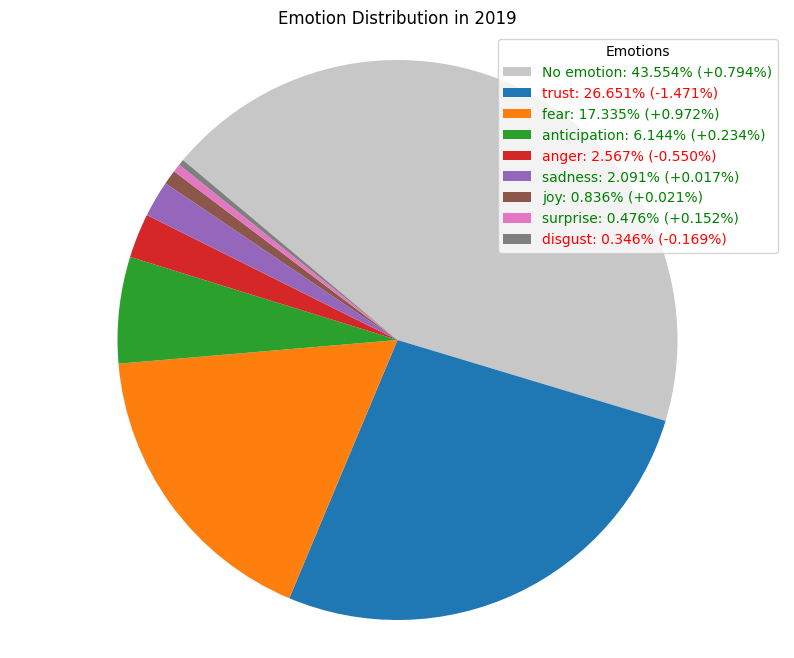 Emotion Distribution in 2019
Emotions
No emotion: 43.554% (+0.794%)
trust: 26.651% (-1.471%)
fear: 17.335% (+0.972%)
anticipation: 6.144% (+0.234%)
anger: 2.567% (-0.550%)
sadness: 2.091% (+0.017%)
joy: 0.836% (+0.021%)
surprise: 0.476% (+0.152%)
disgust: 0.346% (-0.169%)